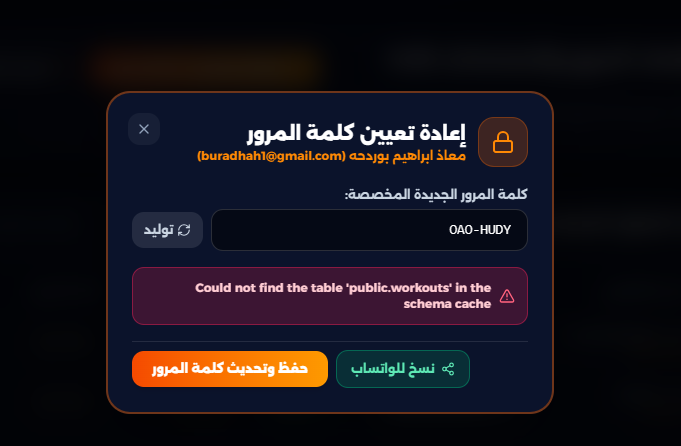 إعادة تعيين كلمة المرور
معاذ ابراهيم بوردحه (buradhah1@gmail.com)
كلمة المرور الجديدة المخصصة:
OAO-HUDY
توليد
Could not find the table 'public.workouts' in the
schema cache
نسخ للواتساب
حفظ وتحديث كلمة المرور